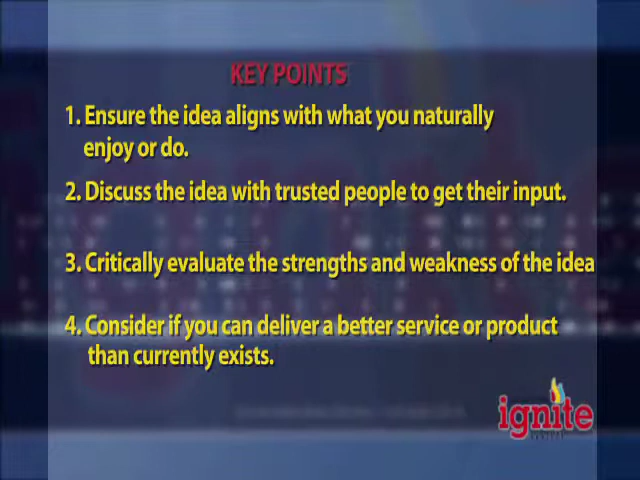 KEY POINTS
1. Ensure the idea aligns with what you naturally
enjoy or do.
2. Discuss the idea with trusted people to get their input.
3. Critically evaluate the strengths and weakness of the idea
4. Consider if you can deliver a better service or product
than currently exists.
ignite